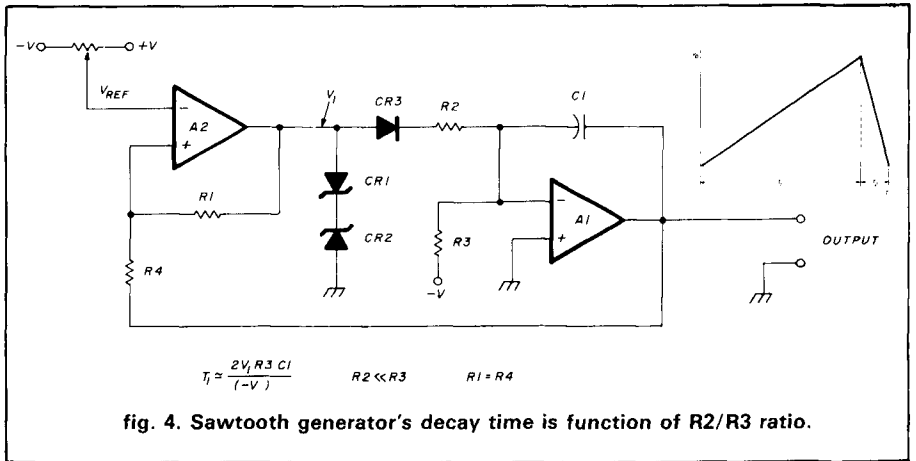 -V
+V
VREF
A2
-
+
R1
R4
V1
CR3
R2
C1
CR1
CR2
R3
-V
-
+
A1
OUTPUT
T1 ≃ 2V1 R3 C1 / (-V)
R2 << R3
R1 = R4
fig. 4. Sawtooth generator's decay time is function of R2/R3 ratio.